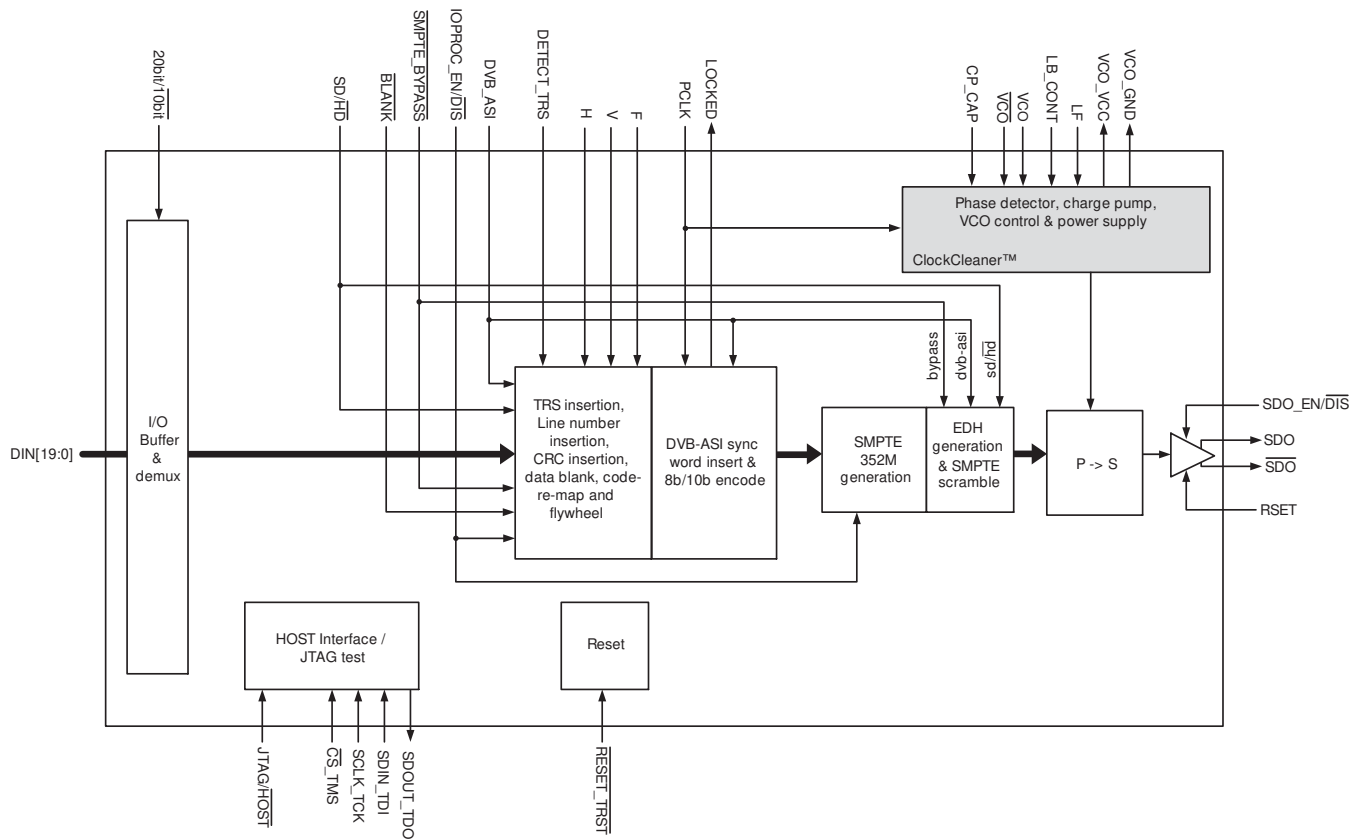 20bit/10bit
SD/HD
BLANK
SMPTE_BYPASS
IOPROC_EN/DIS
DVB_ASI
DETECT_TRS
H
V
F
PCLK
LOCKED
CP_CAP
VCO
VCO
LB_CONT
LF
VCO_VCC
VCO_GND
Phase detector, charge pump,
VCO control & power supply
ClockCleaner™
bypass
dvb-asi
sd/hd
I/O
Buffer
&
demux
DIN[19:0]
TRS insertion,
Line number
insertion,
CRC insertion,
data blank, code-
re-map and
flywheel
DVB-ASI sync
word insert &
8b/10b encode
SMPTE
352M
generation
EDH
generation
& SMPTE
scramble
P -> S
SDO_EN/DIS
SDO
SDO
RSET
HOST Interface /
JTAG test
Reset
JTAG/HOST
CS_TMS
SCLK_TCK
SDIN_TDI
SDOUT_TDO
RESET_TRST